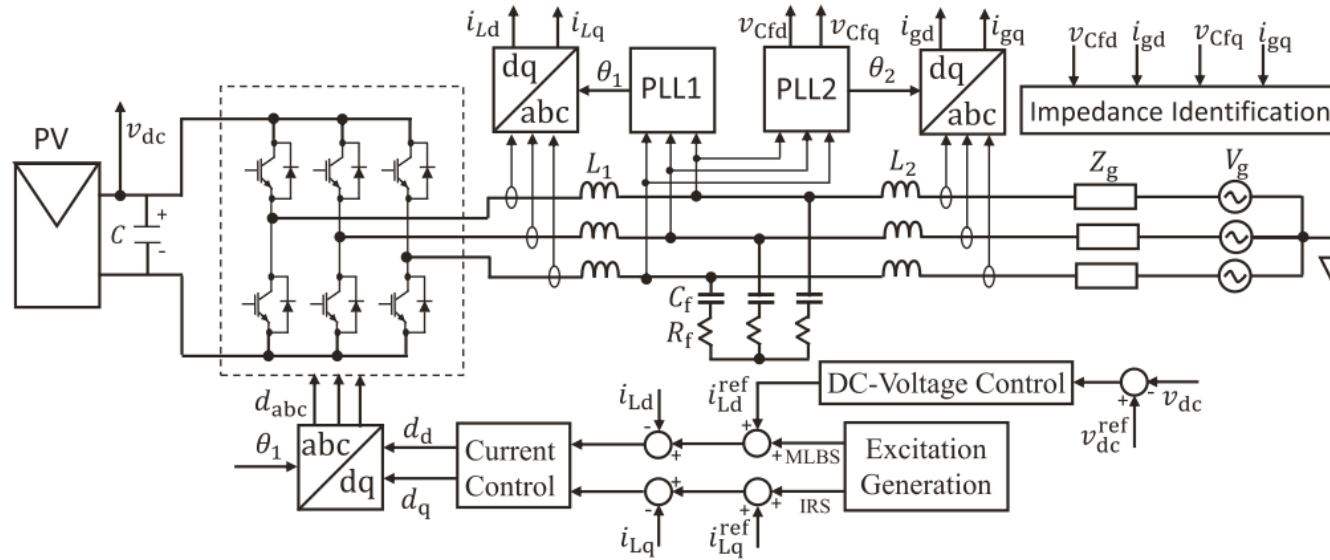 i_Ld i_Lq v_Cfd v_Cfq i_gd i_gq
v_Cfd i_gd v_Cfq i_gq
dq
abc
θ_1
PLL1
PLL2
θ_2
dq
abc
Impedance Identification
PV
v_dc
C
+
-
L_1
L_2
Z_g
V_g
C_f
R_f
d_abc
θ_1
abc
dq
d_d
d_q
Current
Control
i_Ld
-
+
i_Ld^ref
+
+
MLBS
DC-Voltage Control
+
-
v_dc
v_dc^ref
Excitation
Generation
+
-
i_Lq
+
+
IRS
i_Lq^ref